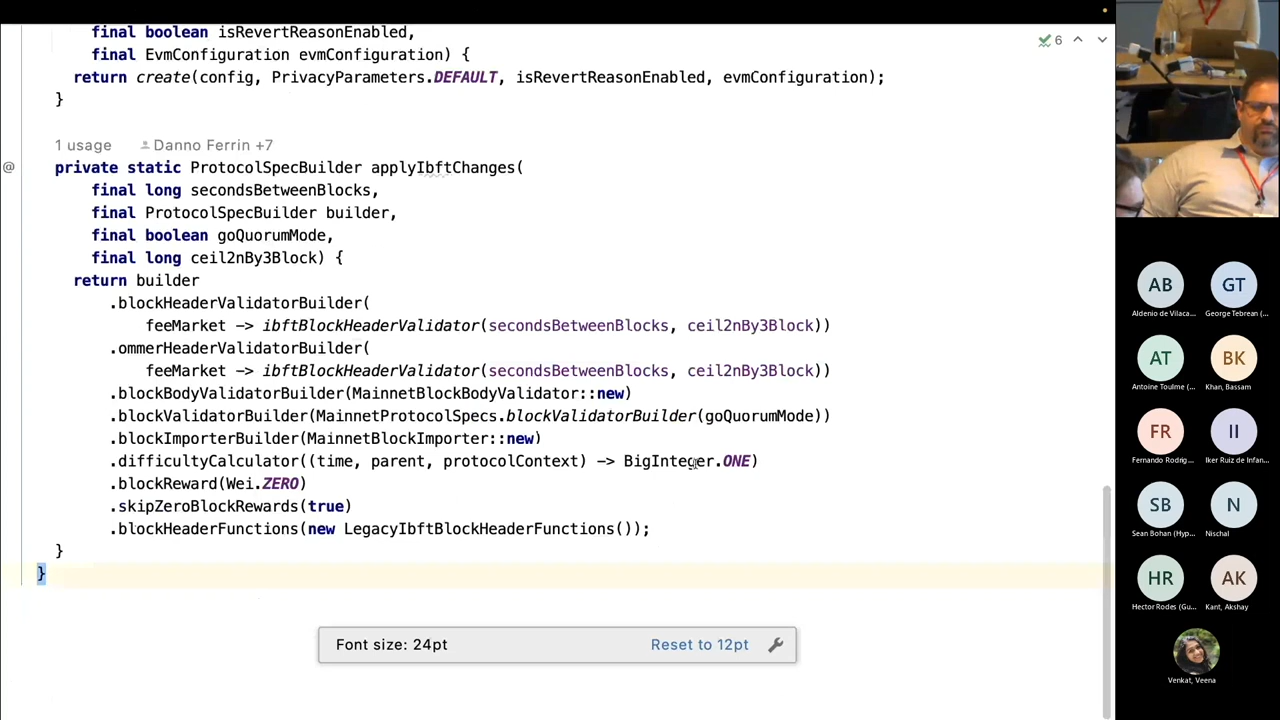 final boolean isRevertReasonEnabled,
final EvmConfiguration evmConfiguration) {
return create(config, PrivacyParameters.DEFAULT, isRevertReasonEnabled, evmConfiguration);
}
6
1 usage Danno Ferrin +7
@
private static ProtocolSpecBuilder applyIbftChanges(
final long secondsBetweenBlocks,
final ProtocolSpecBuilder builder,
final boolean goQuorumMode,
final long ceil2nBy3Block) {
return builder
.blockHeaderValidatorBuilder(
feeMarket -> ibftBlockHeaderValidator(secondsBetweenBlocks, ceil2nBy3Block))
.ommerHeaderValidatorBuilder(
feeMarket -> ibftBlockHeaderValidator(secondsBetweenBlocks, ceil2nBy3Block))
.blockBodyValidatorBuilder(MainnetBlockBodyValidator::new)
.blockValidatorBuilder(MainnetProtocolSpecs.blockValidatorBuilder(goQuorumMode))
.blockImporterBuilder(MainnetBlockImporter::new)
.difficultyCalculator((time, parent, protocolContext) -> BigInteger.ONE)
.blockReward(Wei.ZERO)
.skipZeroBlockRewards(true)
.blockHeaderFunctions(new LegacyIbftBlockHeaderFunctions());
}
}
Font size: 24pt Reset to 12pt
AB GT
Aldenio de Vilaca... George Tebrean (...
AT BK
Antoine Toulme (... Khan, Bassam
FR II
Fernando Rodrig... Iker Ruiz de Infan...
SB N
Sean Bohan (Hyp... Nischal
HR AK
Hector Rodes (Gu... Kant, Akshay
Venkat, Veena